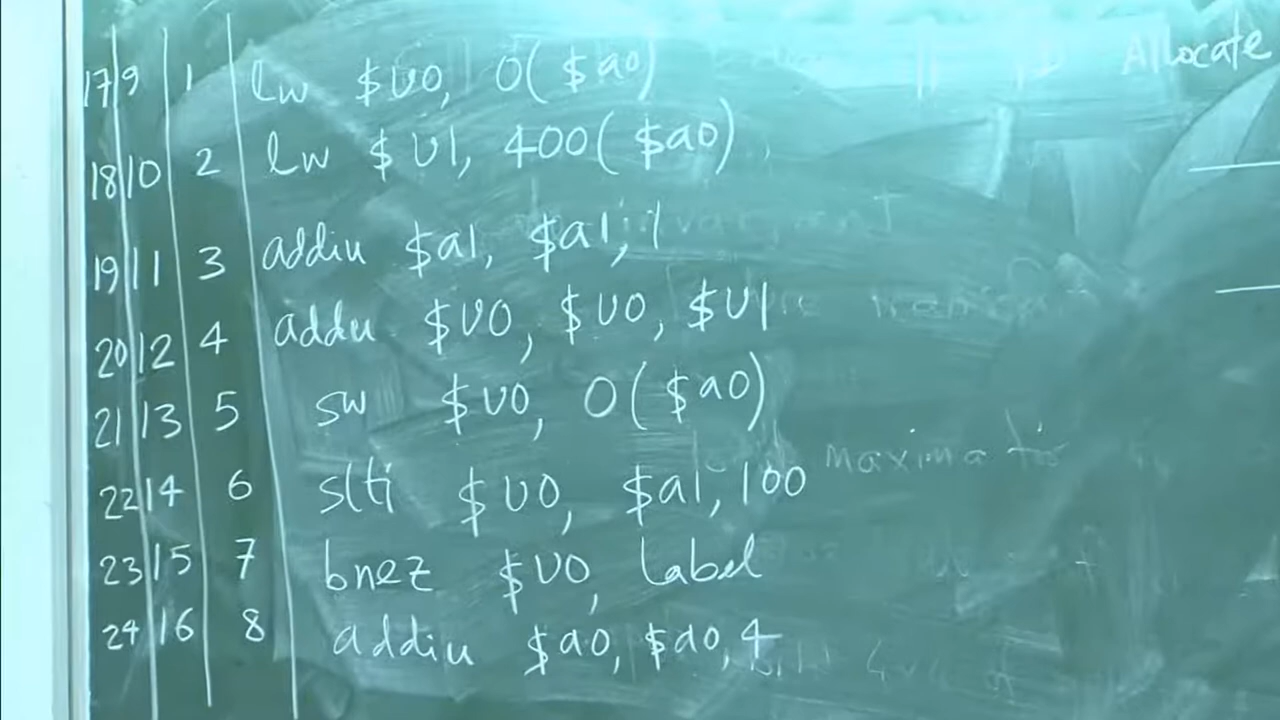 17 9 1 lw $v0, 0($a0)
Allocate
18 10 2 lw $v1, 400($a0)
19 11 3 addiu $a1, $a1, 1
20 12 4 addu $v0, $v0, $v1
21 13 5 sw $v0, 0($a0)
22 14 6 slti $v0, $a1, 100
23 15 7 bnez $v0, label
24 16 8 addiu $a0, $a0, 4